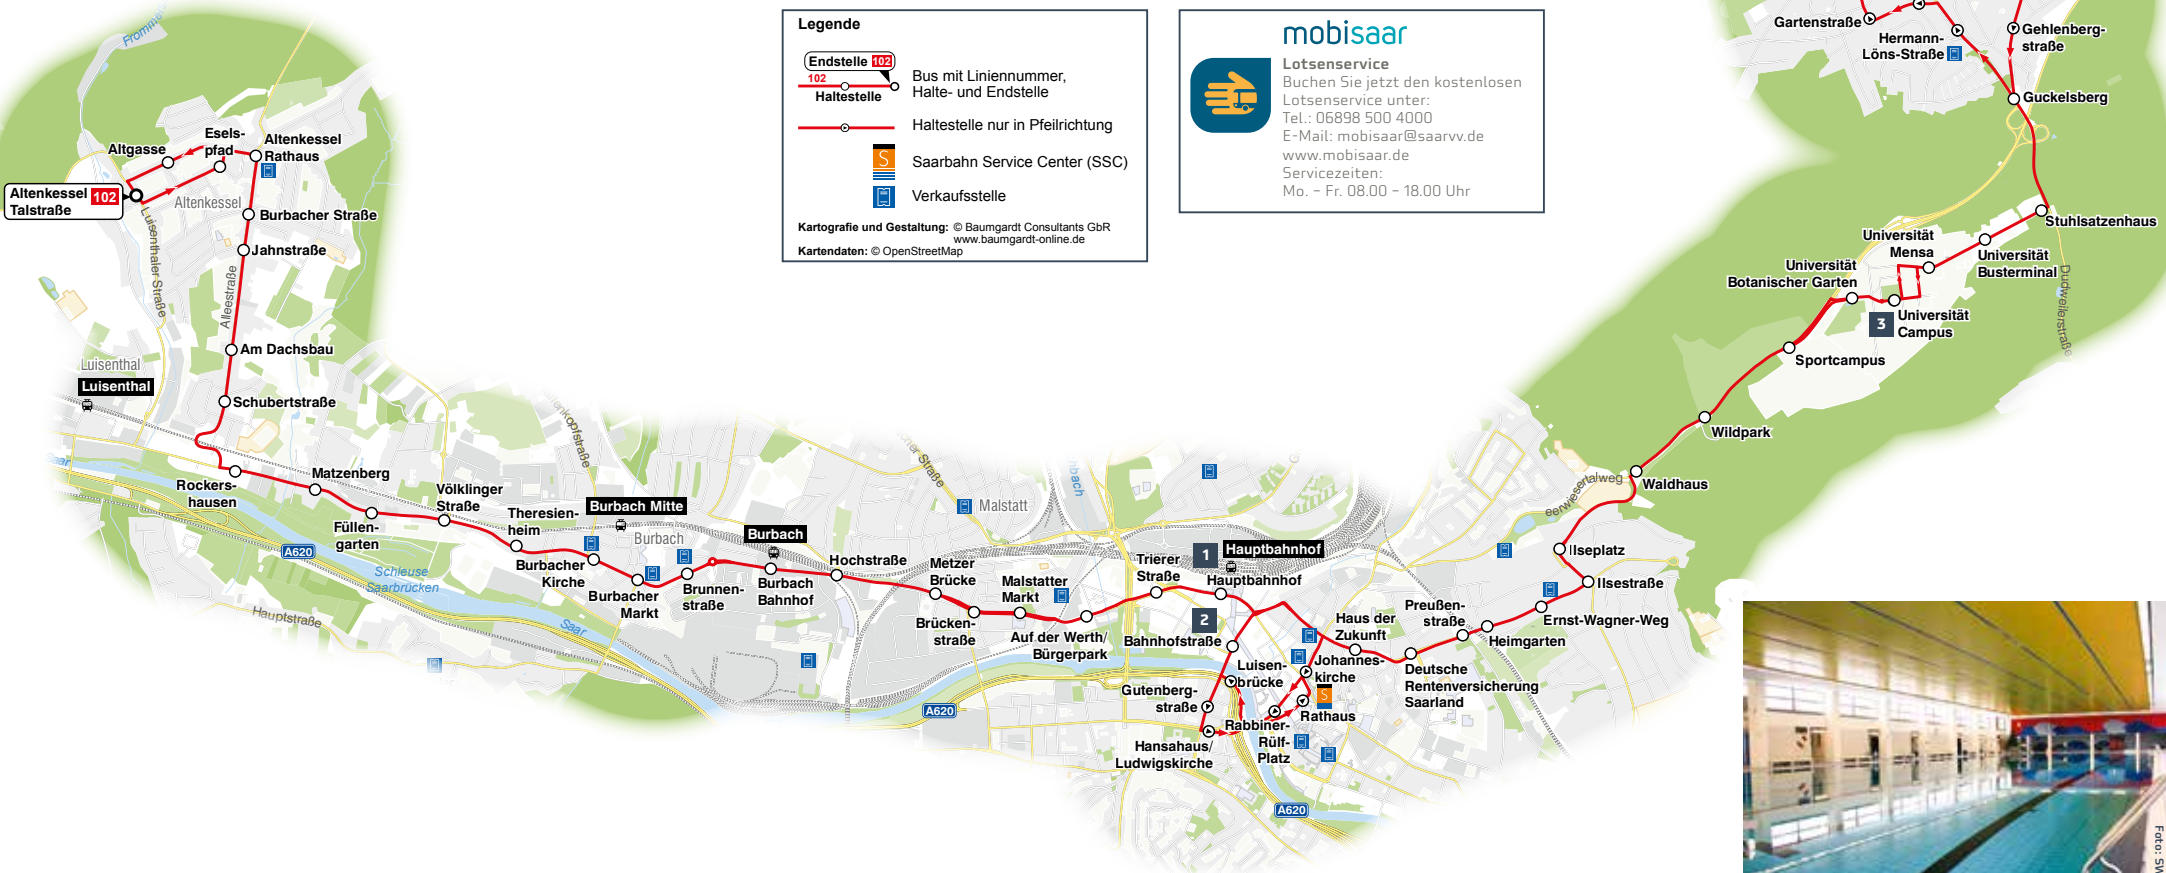 Legende
Endstelle 102
102
Haltestelle
Bus mit Liniennummer,
Halte- und Endstelle
Haltestelle nur in Pfeilrichtung
S
Saarbahn Service Center (SSC)
Verkaufsstelle
Kartografie und Gestaltung: © Baumgardt Consultants GbR
www.baumgardt-online.de
Kartendaten: © OpenStreetMap
mobisaar
Lotsenservice
Buchen Sie jetzt den kostenlosen
Lotsenservice unter:
Tel.: 06898 500 4000
E-Mail: mobisaar@saarvv.de
www.mobisaar.de
Servicezeiten:
Mo. – Fr. 08.00 – 18.00 Uhr
Altgasse
Esels-
pfad
Altenkessel
Rathaus
Altenkessel
Talstraße
102
Altenkessel
Luisenthaler Straße
Burbacher Straße
Jahnstraße
Alleestraße
Am Dachsbau
Luisenthal
Luisenthal
Schubertstraße
Rockers-
hausen
Matzenberg
Füllen-
garten
Völklinger
Straße
Theresien-
heim
Burbach Mitte
Burbach
Burbacher
Kirche
Burbacher
Markt
Brunnen-
straße
Burbach
Burbach
Bahnhof
Hochstraße
A620
Schleuse
Saarbrücken
Hauptstraße
Saar
Metzer
Brücke
Brücken-
straße
Malstatt
Malstatter
Markt
Auf der Werth/
Bürgerpark
Trierer
Straße
1
Hauptbahnhof
Hauptbahnhof
2
Bahnhofstraße
Luisen-
brücke
Gutenberg-
straße
Hansahaus/
Ludwigskirche
Rabbiner-
Rülf-
Platz
Rathaus
S
Johannes-
kirche
Haus der
Zukunft
A620
A620
Deutsche
Rentenversicherung
Saarland
Preußen-
straße
Heimgarten
Ernst-Wagner-Weg
Ilsestraße
Ilseplatz
Waldhaus
Wildpark
Sportcampus
Universität
Botanischer Garten
3
Universität
Campus
Universität
Mensa
Universität
Busterminal
Stuhlsatzenhaus
Dudweilerstraße
Guckelsberg
Gehlenberg-
straße
Hermann-
Löns-Straße
Gartenstraße